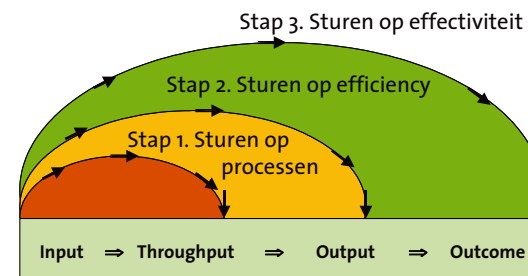 Stap 3. Sturen op effectiviteit
Stap 2. Sturen op efficiency
Stap 1. Sturen op
processen
Input ⇒ Throughput ⇒ Output ⇒ Outcome